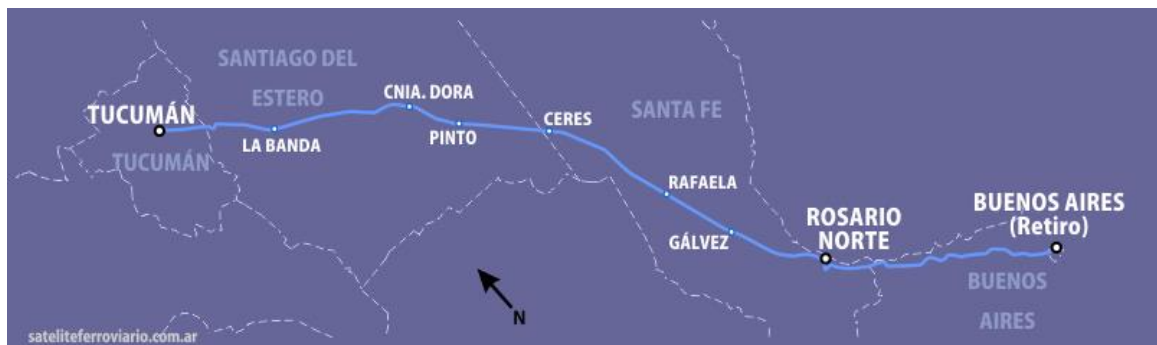 SANTIAGO DEL
ESTERO
TUCUMÁN
TUCUMÁN
LA BANDA
CNIA. DORA
PINTO
CERES
SANTA FE
RAFAELA
GÁLVEZ
ROSARIO
NORTE
BUENOS AIRES
(Retiro)
BUENOS
AIRES
N
sateliteferroviario.com.ar